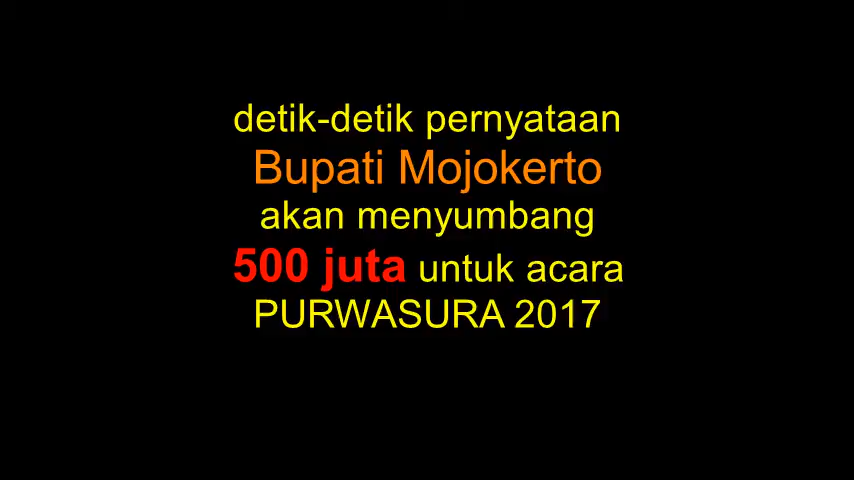 detik-detik pernyataan
Bupati Mojokerto
akan menyumbang
500 juta untuk acara
PURWASURA 2017